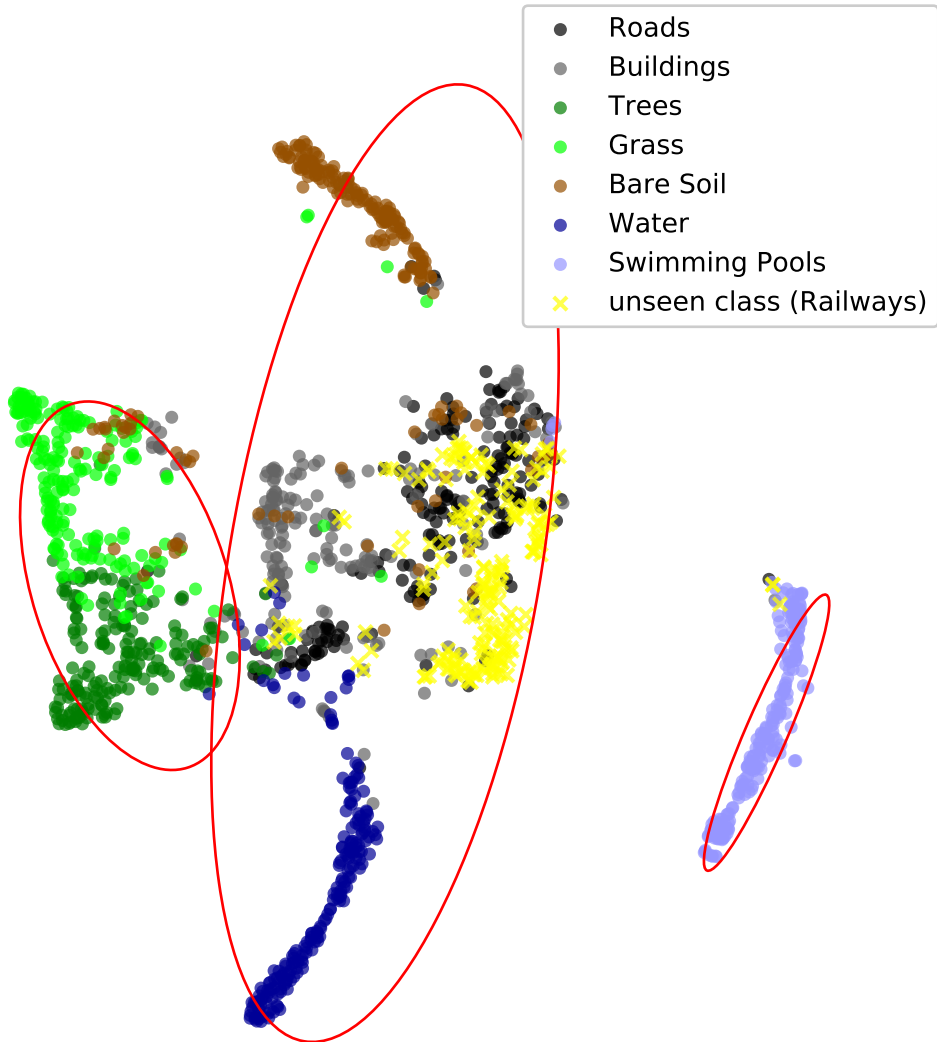 Roads
Buildings
Trees
Grass
Bare Soil
Water
Swimming Pools
unseen class (Railways)